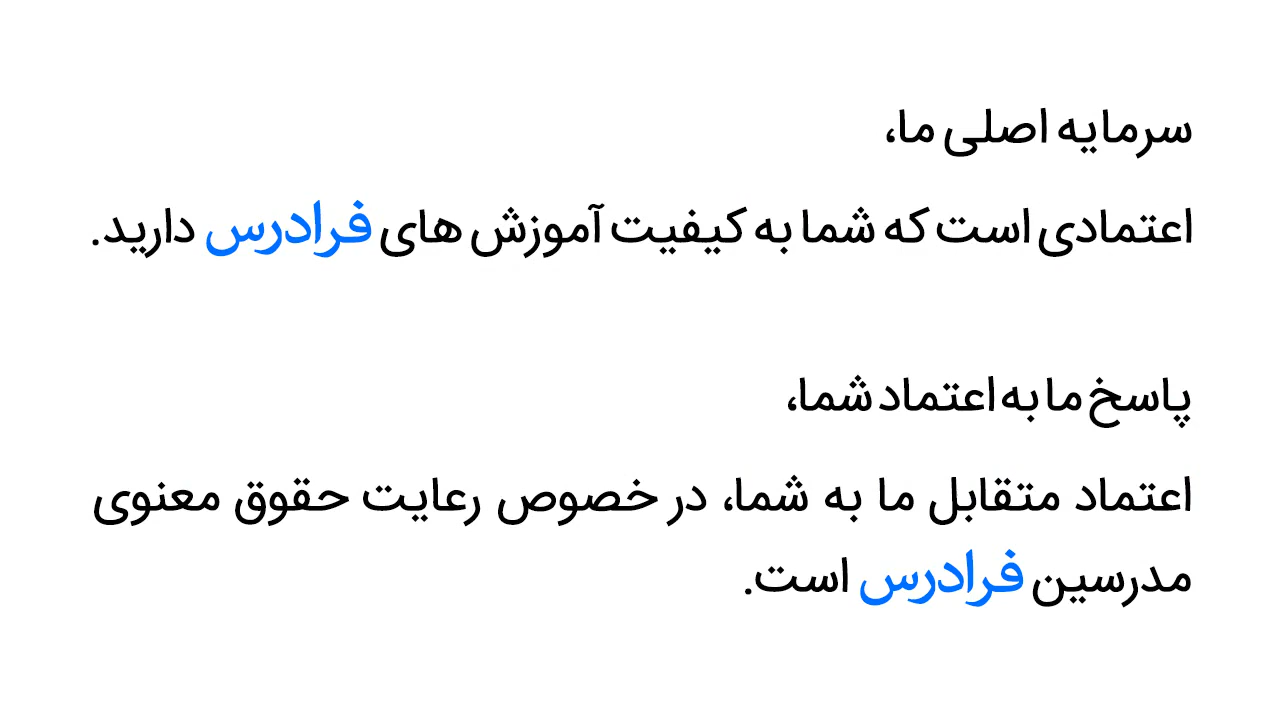 سرمایه اصلی ما،
اعتمادی است که شما به کیفیت آموزش های فرادرس دارید.
پاسخ ما به اعتماد شما،
اعتماد متقابل ما به شما، در خصوص رعایت حقوق معنوی
مدرسین فرادرس است.